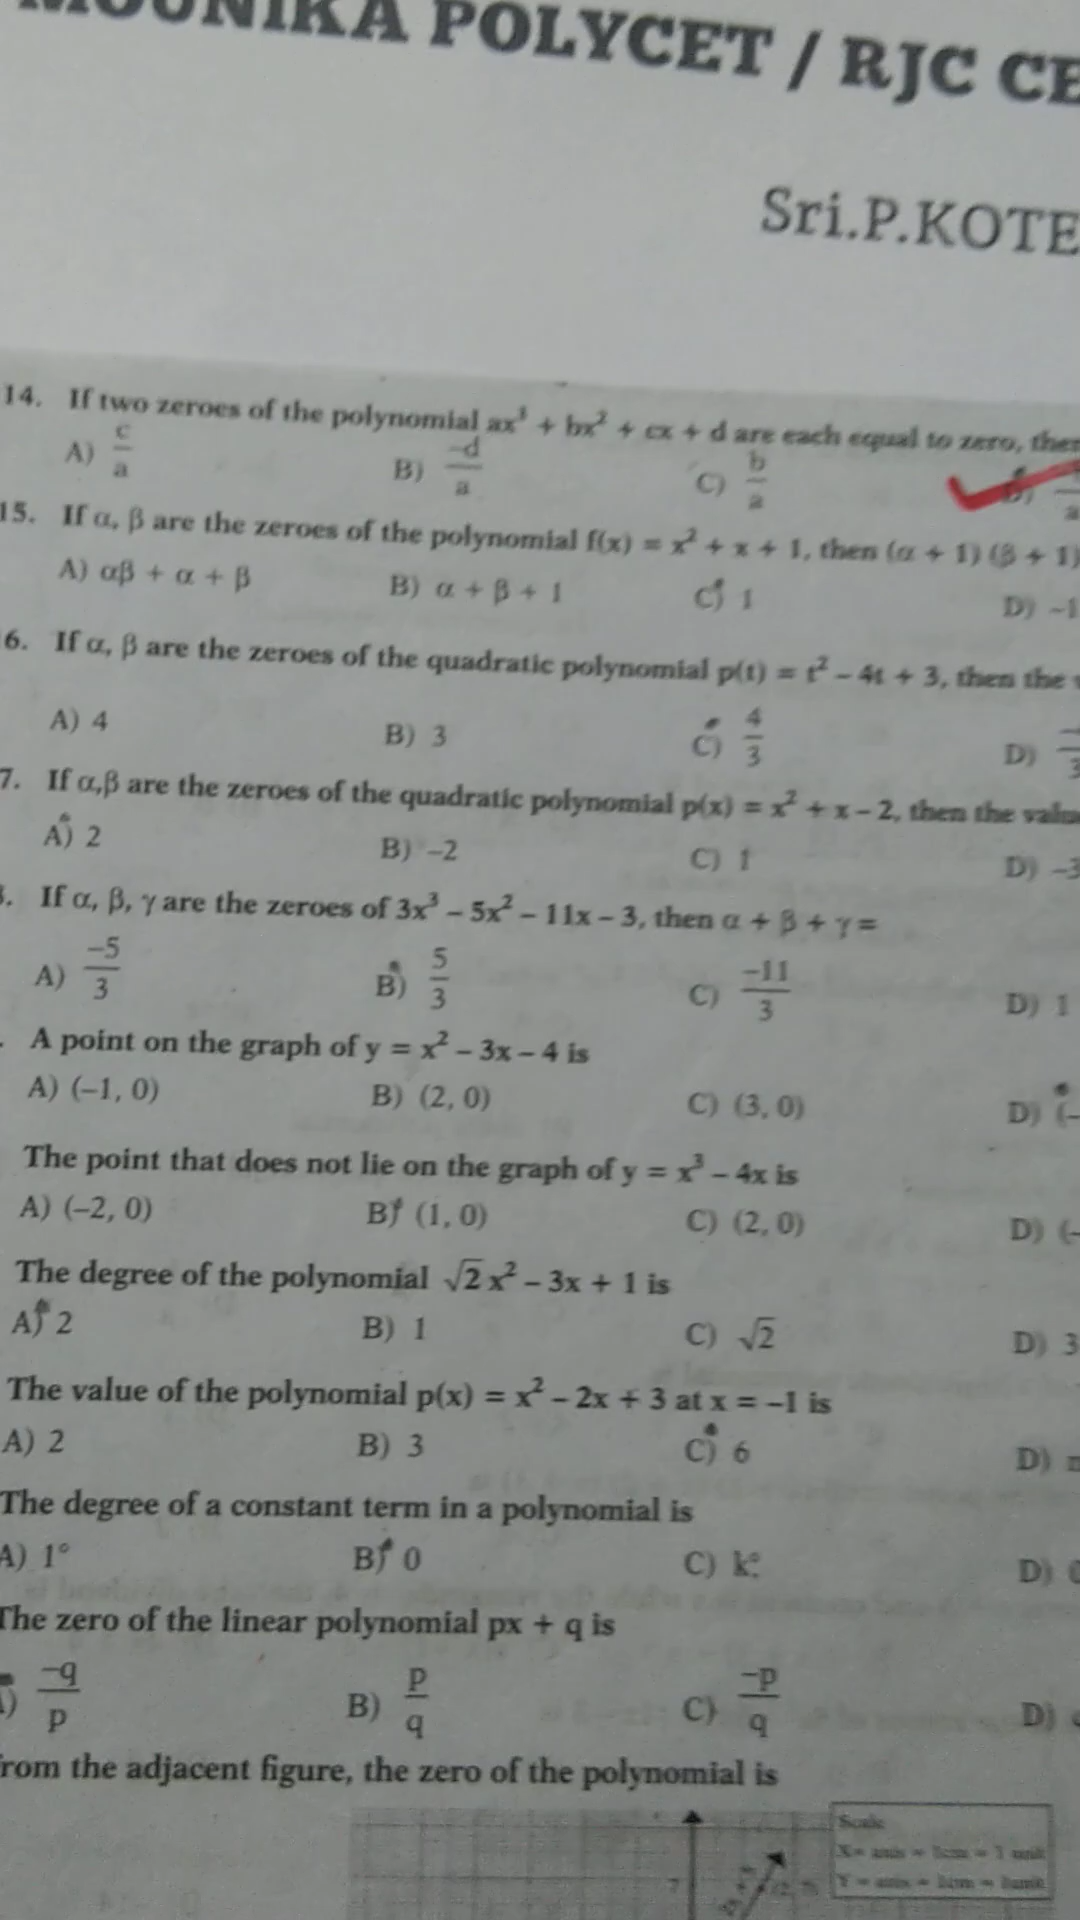 MOUNIKA POLYCET / RJC CE
Sri.P.KOTE
14. If two zeroes of the polynomial ax³ + bx² + cx + d are each equal to zero, then
A) c/a B) -d/a C) b/a D)
15. If α, β are the zeroes of the polynomial f(x) = x² + x + 1, then (α + 1) (β + 1)
A) αβ + α + β B) α + β + 1 C) 1 D) -1
6. If α, β are the zeroes of the quadratic polynomial p(t) = t² – 4t + 3, then the
A) 4 B) 3 C) 4/3 D)
7. If α,β are the zeroes of the quadratic polynomial p(x) = x² + x – 2, then the
A) 2 B) –2 C) 1 D) –3
. If α, β, γ are the zeroes of 3x³ – 5x² – 11x – 3, then α + β + γ =
A) -5/3 B) 5/3 C) -11/3 D) 1
. A point on the graph of y = x² – 3x – 4 is
A) (–1, 0) B) (2, 0) C) (3, 0) D) (–
The point that does not lie on the graph of y = x³ – 4x is
A) (–2, 0) B) (1, 0) C) (2, 0) D) (–
The degree of the polynomial √2 x² – 3x + 1 is
A) 2 B) 1 C) √2 D) 3
The value of the polynomial p(x) = x² – 2x + 3 at x = –1 is
A) 2 B) 3 C) 6 D)
The degree of a constant term in a polynomial is
A) 1° B) 0 C) k° D)
The zero of the linear polynomial px + q is
) -q/p B) p/q C) -p/q D)
rom the adjacent figure, the zero of the polynomial is
Scale
X- axis = 1cm = 1 unit
Y - axis = 1cm = 1unit